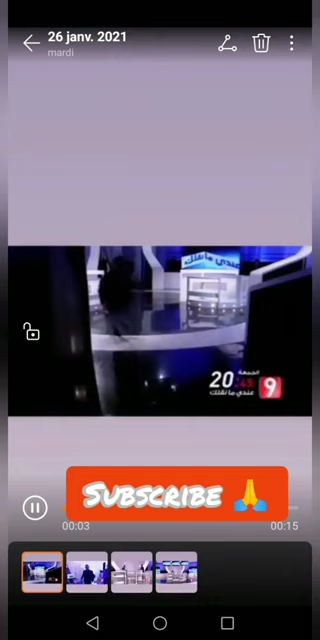 26 janv. 2021
mardi
عندي ما نقلك
الجمعة
20:45
9
عندي ما نقلك
SUBSCRIBE
00:03
00:15